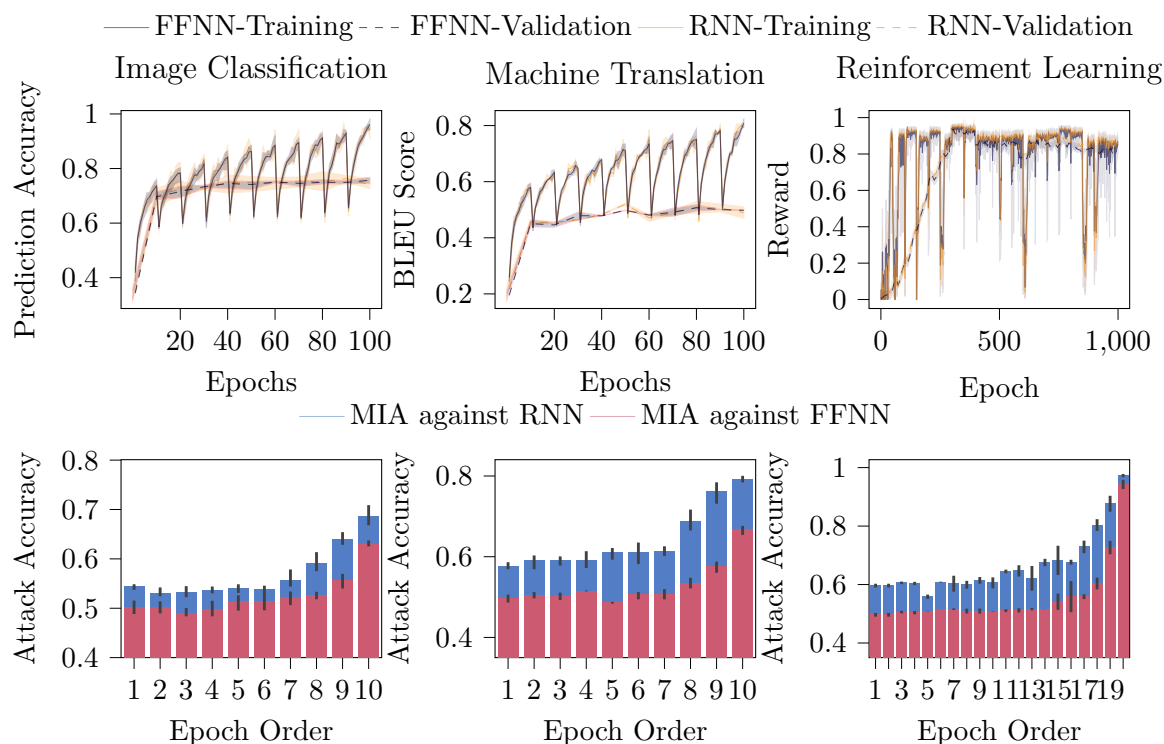 FFNN-Training FFNN-Validation RNN-Training RNN-Validation
Image Classification
Prediction Accuracy
1
0.8
0.6
0.4
20 40 60 80 100
Epochs
Machine Translation
BLEU Score
0.8
0.6
0.4
0.2
20 40 60 80 100
Epochs
Reinforcement Learning
Reward
1
0.8
0.6
0.4
0.2
0
0 500 1,000
Epoch
MIA against RNN MIA against FFNN
Attack Accuracy
0.8
0.7
0.6
0.5
0.4
1 2 3 4 5 6 7 8 9 10
Epoch Order
Attack Accuracy
0.8
0.6
0.4
1 2 3 4 5 6 7 8 9 10
Epoch Order
Attack Accuracy
1
0.8
0.6
0.4
1 3 5 7 9 11 13 15 17 19
Epoch Order